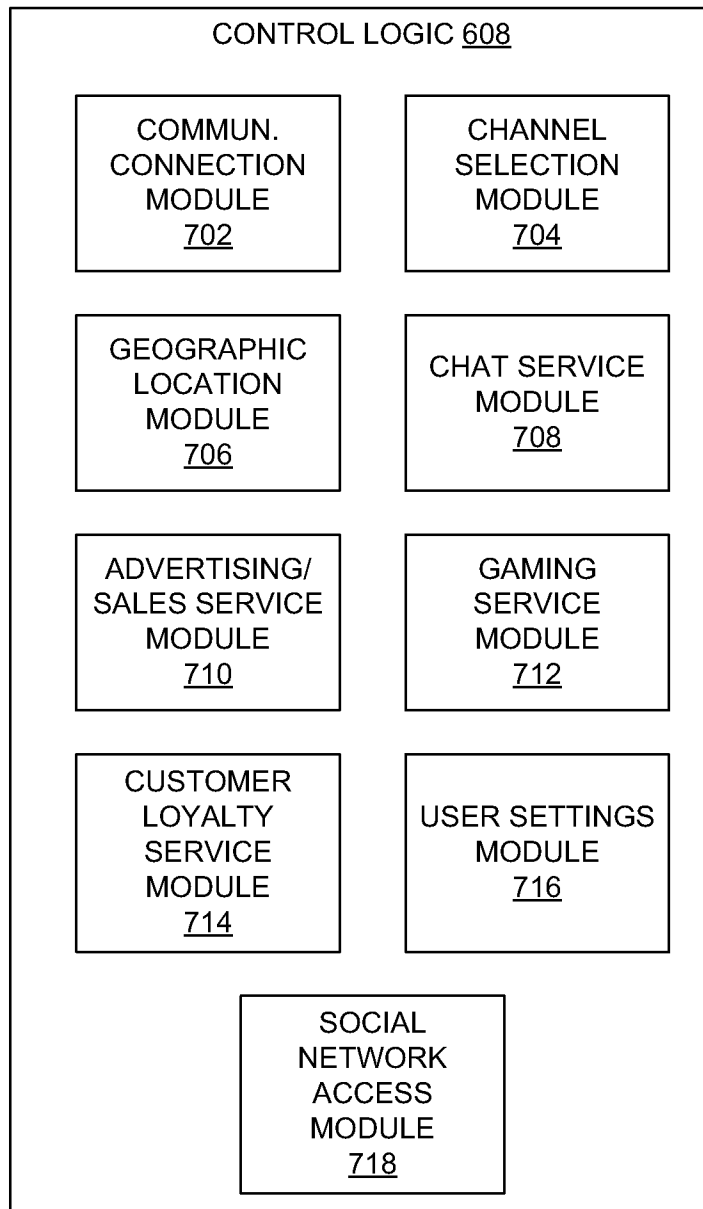 CONTROL LOGIC 608
COMMUN.
CONNECTION
MODULE
702
CHANNEL
SELECTION
MODULE
704
GEOGRAPHIC
LOCATION
MODULE
706
CHAT SERVICE
MODULE
708
ADVERTISING/
SALES SERVICE
MODULE
710
GAMING
SERVICE
MODULE
712
CUSTOMER
LOYALTY
SERVICE
MODULE
714
USER SETTINGS
MODULE
716
SOCIAL
NETWORK
ACCESS
MODULE
718